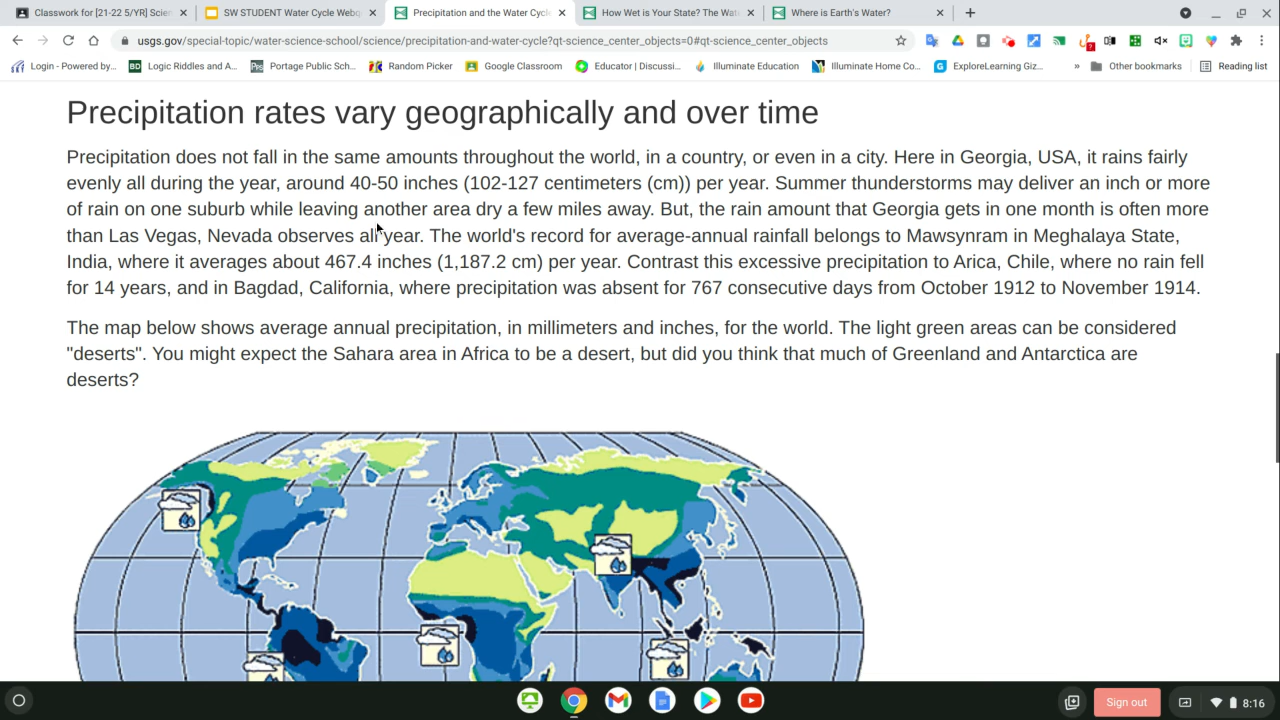 Classwork for [21-22 5/YR] Scien
SW STUDENT Water Cycle Webq
Precipitation and the Water Cycle
How Wet is Your State? The Wat
Where is Earth's Water?
usgs.gov/special-topic/water-science-school/science/precipitation-and-water-cycle?qt-science_center_objects=0#qt-science_center_objects
Login - Powered by...
BD Logic Riddles and A...
PPS Portage Public Sch...
Random Picker
Google Classroom
Educator | Discussi...
Illuminate Education
Illuminate Home Co...
G ExploreLearning Giz...
» Other bookmarks
Reading list
Precipitation rates vary geographically and over time
Precipitation does not fall in the same amounts throughout the world, in a country, or even in a city. Here in Georgia, USA, it rains fairly
evenly all during the year, around 40-50 inches (102-127 centimeters (cm)) per year. Summer thunderstorms may deliver an inch or more
of rain on one suburb while leaving another area dry a few miles away. But, the rain amount that Georgia gets in one month is often more
than Las Vegas, Nevada observes all year. The world's record for average-annual rainfall belongs to Mawsynram in Meghalaya State,
India, where it averages about 467.4 inches (1,187.2 cm) per year. Contrast this excessive precipitation to Arica, Chile, where no rain fell
for 14 years, and in Bagdad, California, where precipitation was absent for 767 consecutive days from October 1912 to November 1914.
The map below shows average annual precipitation, in millimeters and inches, for the world. The light green areas can be considered
"deserts". You might expect the Sahara area in Africa to be a desert, but did you think that much of Greenland and Antarctica are
deserts?
Sign out
8:16